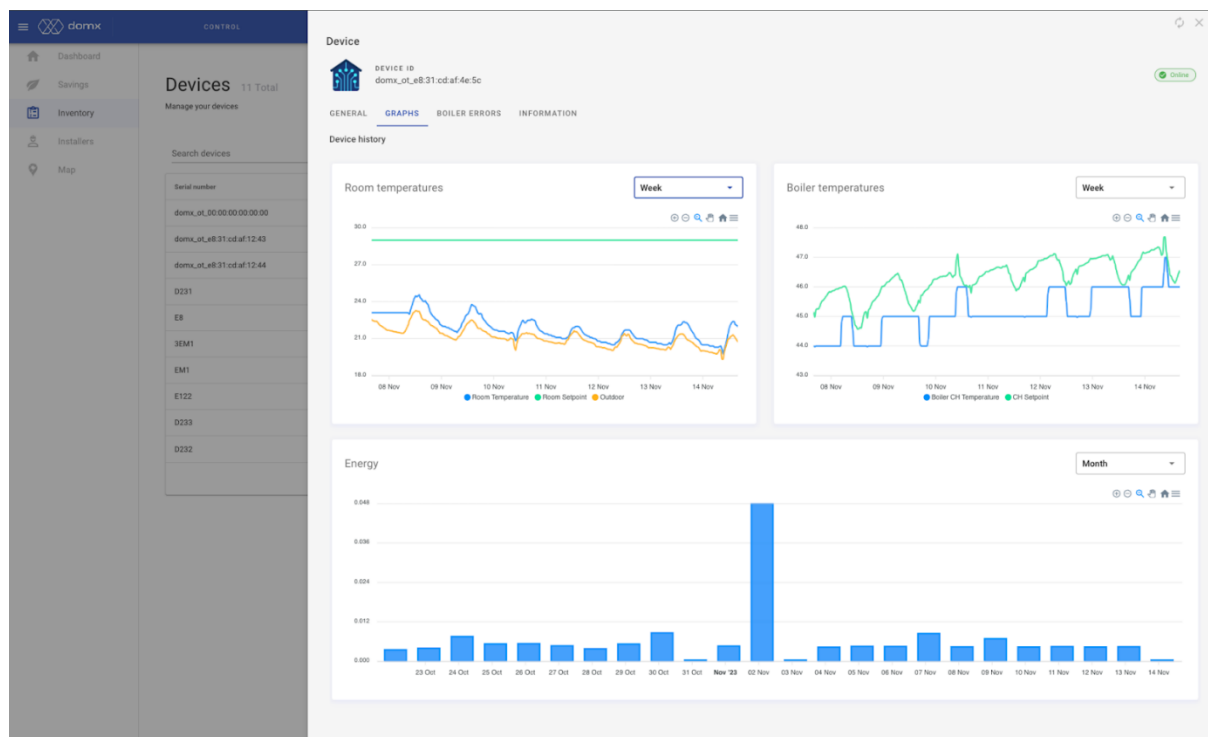 domx
CONTROL
Dashboard
Savings
Inventory
Installers
Map
Devices 11 Total
Manage your devices
Search devices
Serial number
domx_ot_00:00:00:00:00:00
domx_ot_e8:31:cd:af:12:43
domx_ot_e8:31:cd:af:12:44
D231
E8
3EM1
EM1
E122
D233
D232
Device
DEVICE ID
domx_ot_e8:31:cd:af:4e:5c
Online
GENERAL GRAPHS BOILER ERRORS INFORMATION
Device history
Room temperatures
Week
30.0
27.0
24.0
21.0
18.0
08 Nov 09 Nov 10 Nov 11 Nov 12 Nov 13 Nov 14 Nov
Room Temperature Room Setpoint Outdoor
Boiler temperatures
Week
48.0
47.0
46.0
45.0
44.0
43.0
08 Nov 09 Nov 10 Nov 11 Nov 12 Nov 13 Nov 14 Nov
Boiler CH Temperature CH Setpoint
Energy
Month
0.048
0.036
0.024
0.012
0.000
23 Oct 24 Oct 25 Oct 26 Oct 27 Oct 28 Oct 29 Oct 30 Oct 31 Oct Nov '23 02 Nov 03 Nov 04 Nov 05 Nov 06 Nov 07 Nov 08 Nov 09 Nov 10 Nov 11 Nov 12 Nov 13 Nov 14 Nov